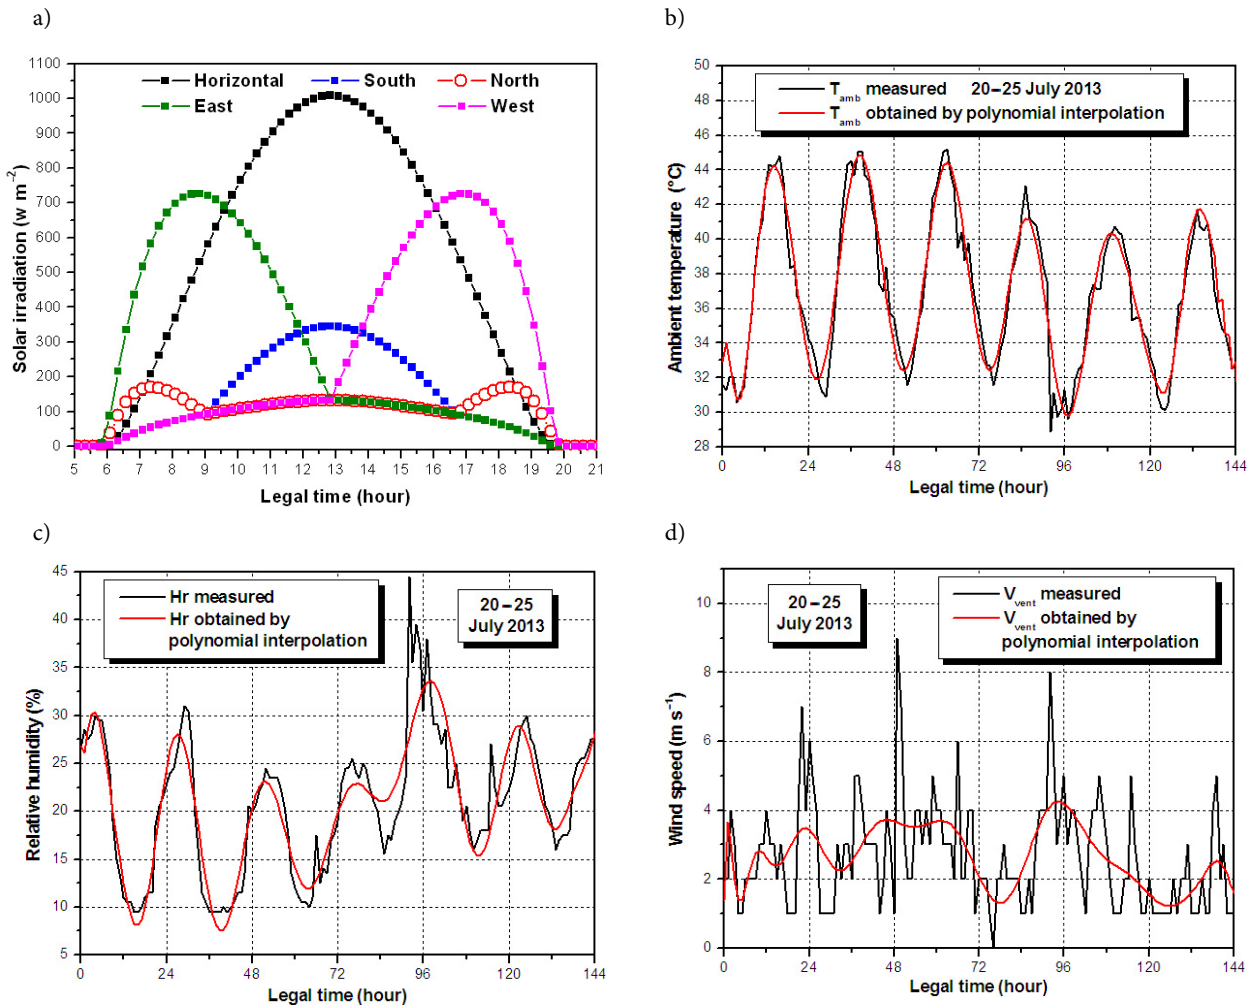 a)
1100
1000
900
800
700
600
500
400
300
200
100
0
Solar irradiation (w m⁻²)
Horizontal
South
North
East
West
5 6 7 8 9 10 11 12 13 14 15 16 17 18 19 20 21
Legal time (hour)
b)
50
48
46
44
42
40
38
36
34
32
30
28
Ambient temperature (°C)
T_amb measured 20–25 July 2013
T_amb obtained by polynomial interpolation
0 24 48 72 96 120 144
Legal time (hour)
c)
45
40
35
30
25
20
15
10
5
Relative humidity (%)
Hr measured
Hr obtained by
polynomial interpolation
20–25
July 2013
0 24 48 72 96 120 144
Legal time (hour)
d)
10
8
6
4
2
0
Wind speed (m s⁻¹)
20–25
July 2013
V_vent measured
V_vent obtained by
polynomial interpolation
0 24 48 72 96 120 144
Legal time (hour)